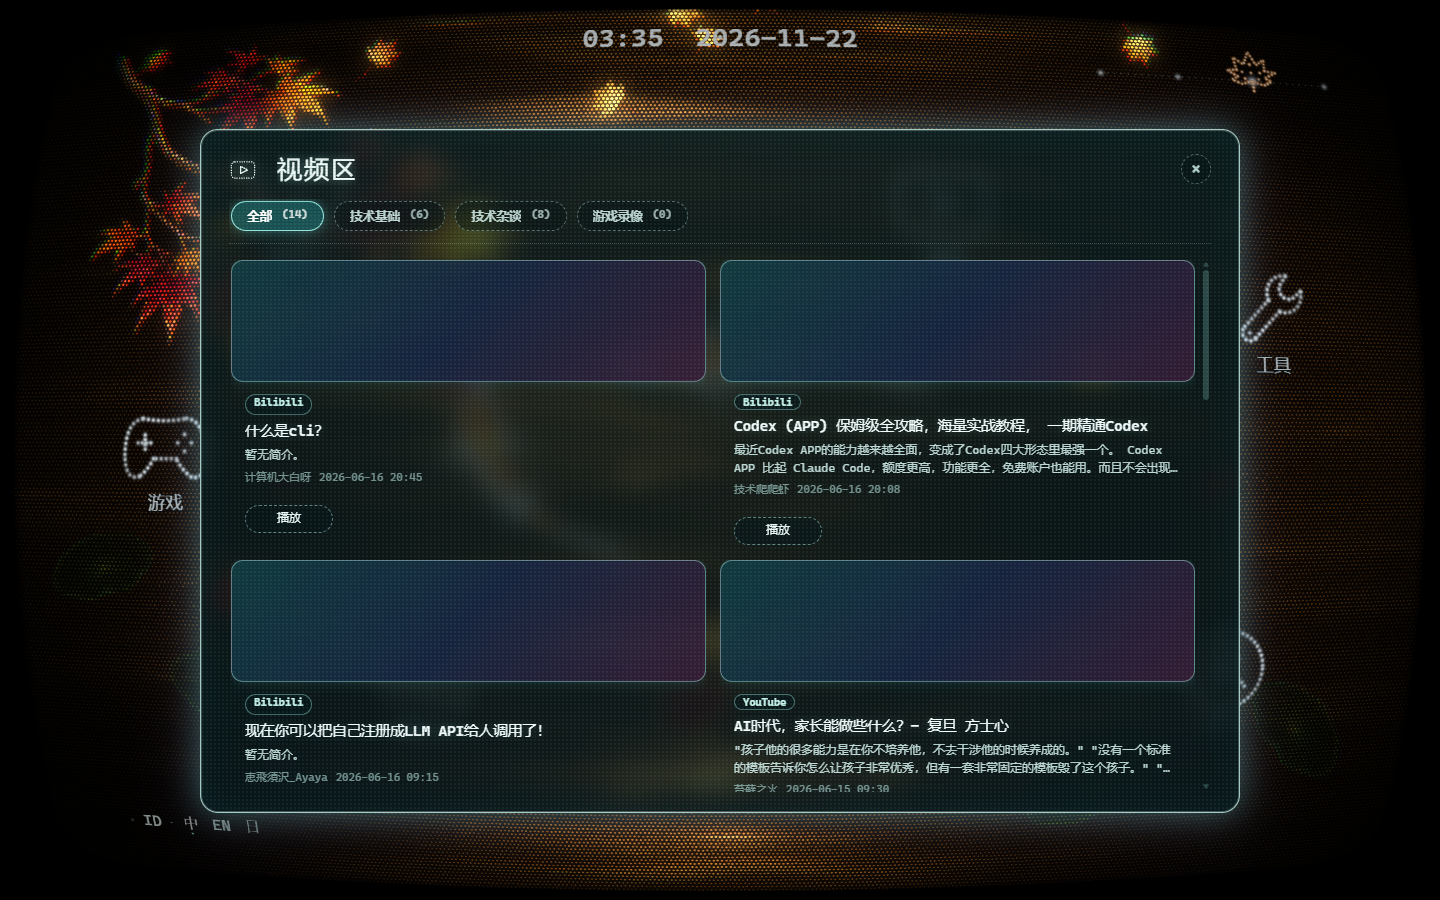 03:35 2026-11-22
视频区
×
全部 (14) 技术基础 (6) 技术杂谈 (8) 游戏录像 (0)
Bilibili
什么是cli?
暂无简介。
计算机大白呀 2026-06-16 20:45
播放
Bilibili
Codex (APP) 保姆级全攻略, 海量实战教程, 一期精通Codex
最近Codex APP的能力越来越全面, 变成了Codex四大形态里最强一个。 Codex
APP 比起 Claude Code, 额度更高, 功能更全, 免费账户也能用。而且不会出现…
技术爬爬虾 2026-06-16 20:08
播放
Bilibili
现在你可以把自己注册成LLM API给人调用了!
暂无简介。
志飛須沢_Ayaya 2026-06-16 09:15
YouTube
AI时代, 家长能做些什么? - 复旦 方士心
"孩子他的很多能力是在你不培养他, 不去干涉他的时候养成的。" "没有一个标准
的模板告诉你怎么让孩子非常优秀, 但有一套非常固定的模板毁了这个孩子。" "…
苔藓之火 2026-06-15 09:30
游戏
工具
· ID · 中 EN 日